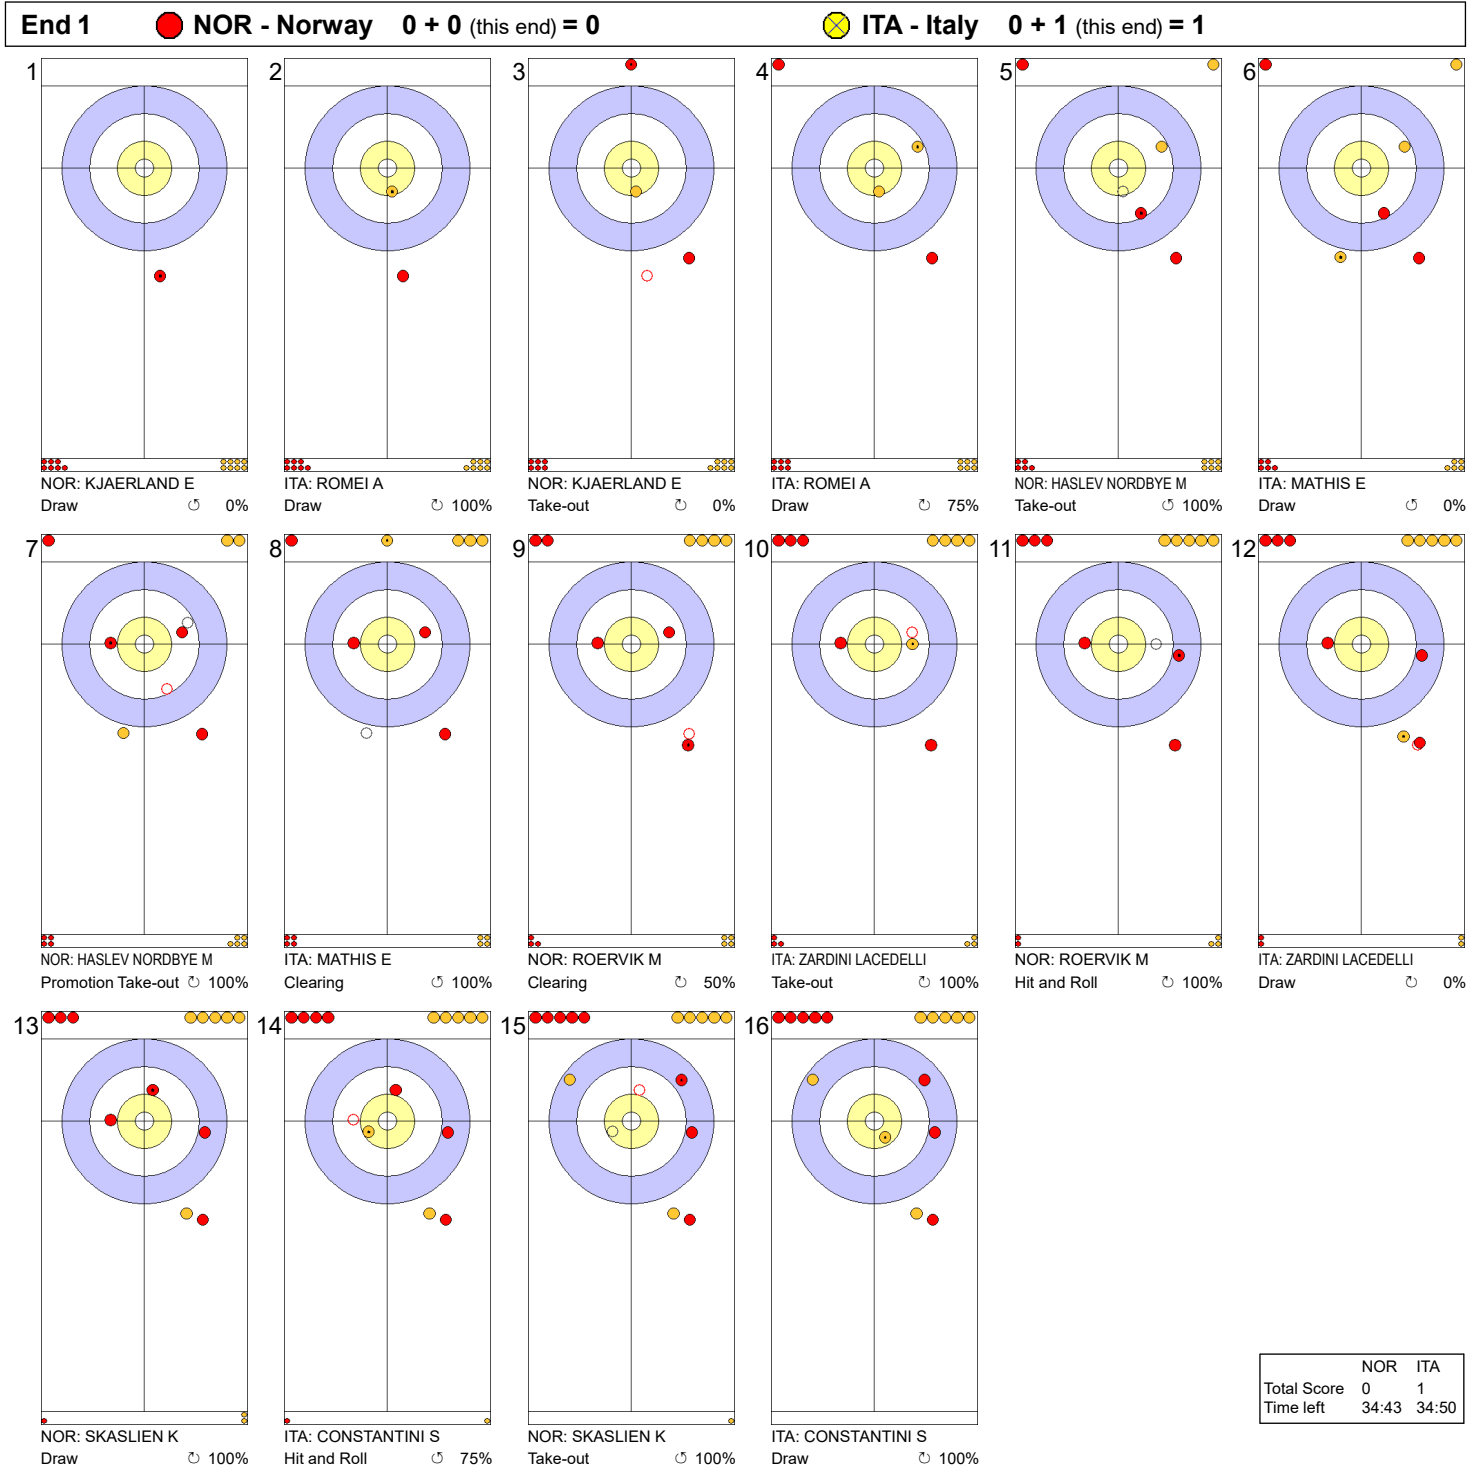 End 1 NOR - Norway 0 + 0 (this end) = 0 ITA - Italy 0 + 1 (this end) = 1
1 2 3 4 5 6
NOR: KJAERLAND E ITA: ROMEI A NOR: KJAERLAND E ITA: ROMEI A NOR: HASLEV NORDBYE M ITA: MATHIS E
Draw ↺ 0% Draw ↻ 100% Take-out ↻ 0% Draw ↻ 75% Take-out ↺ 100% Draw ↻ 0%
7 8 9 10 11 12
NOR: HASLEV NORDBYE M ITA: MATHIS E NOR: ROERVIK M ITA: ZARDINI LACEDELLI NOR: ROERVIK M ITA: ZARDINI LACEDELLI
Promotion Take-out ↻ 100% Clearing ↻ 100% Clearing ↻ 50% Take-out ↻ 100% Hit and Roll ↺ 100% Draw ↻ 0%
13 14 15 16
NOR ITA
Total Score 0 1
Time left 34:43 34:50
NOR: SKASLIEN K ITA: CONSTANTINI S NOR: SKASLIEN K ITA: CONSTANTINI S
Draw ↻ 100% Hit and Roll ↺ 75% Take-out ↺ 100% Draw ↻ 100%